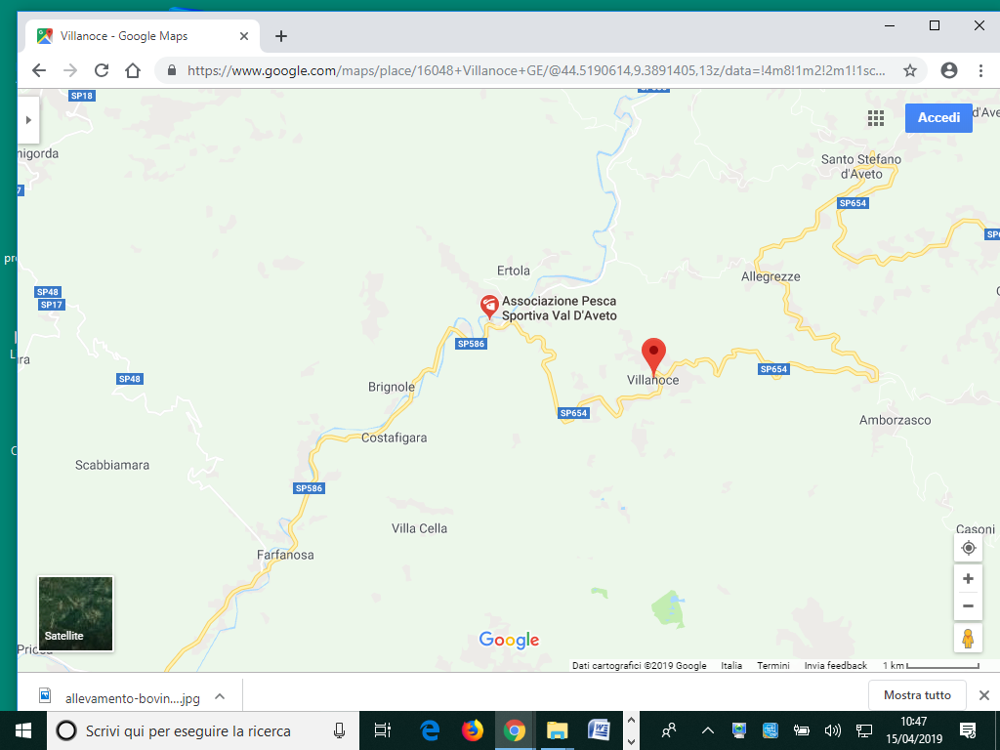 Villanoce - Google Maps
https://www.google.com/maps/place/16048+Villanoce+GE/@44.5190614,9.3891405,13z/data=!4m8!1m2!2m1!1sc...
SP18
Accedi
d'Ave
nigorda
Santo Stefano
d'Aveto
SP654
Ertola
Allegrezze
SP48
SP17
Associazione Pesca
Sportiva Val D'Aveto
SP586
SP654
SP48
Villanoce
Brignole
SP654
Amborzasco
Costafigara
Scabbiamara
SP586
Villa Cella
Casoni
Farfanosa
Satellite
Google
Dati cartografici ©2019 Google Italia Termini Invia feedback 1 km
allevamento-bovin....jpg
Mostra tutto
Scrivi qui per eseguire la ricerca
10:47
15/04/2019